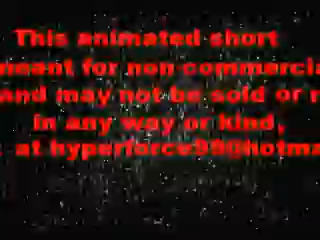 This animated short
meant for non commercia
and may not be sold or r
in any way or kind,
at hyperforce99@hotma